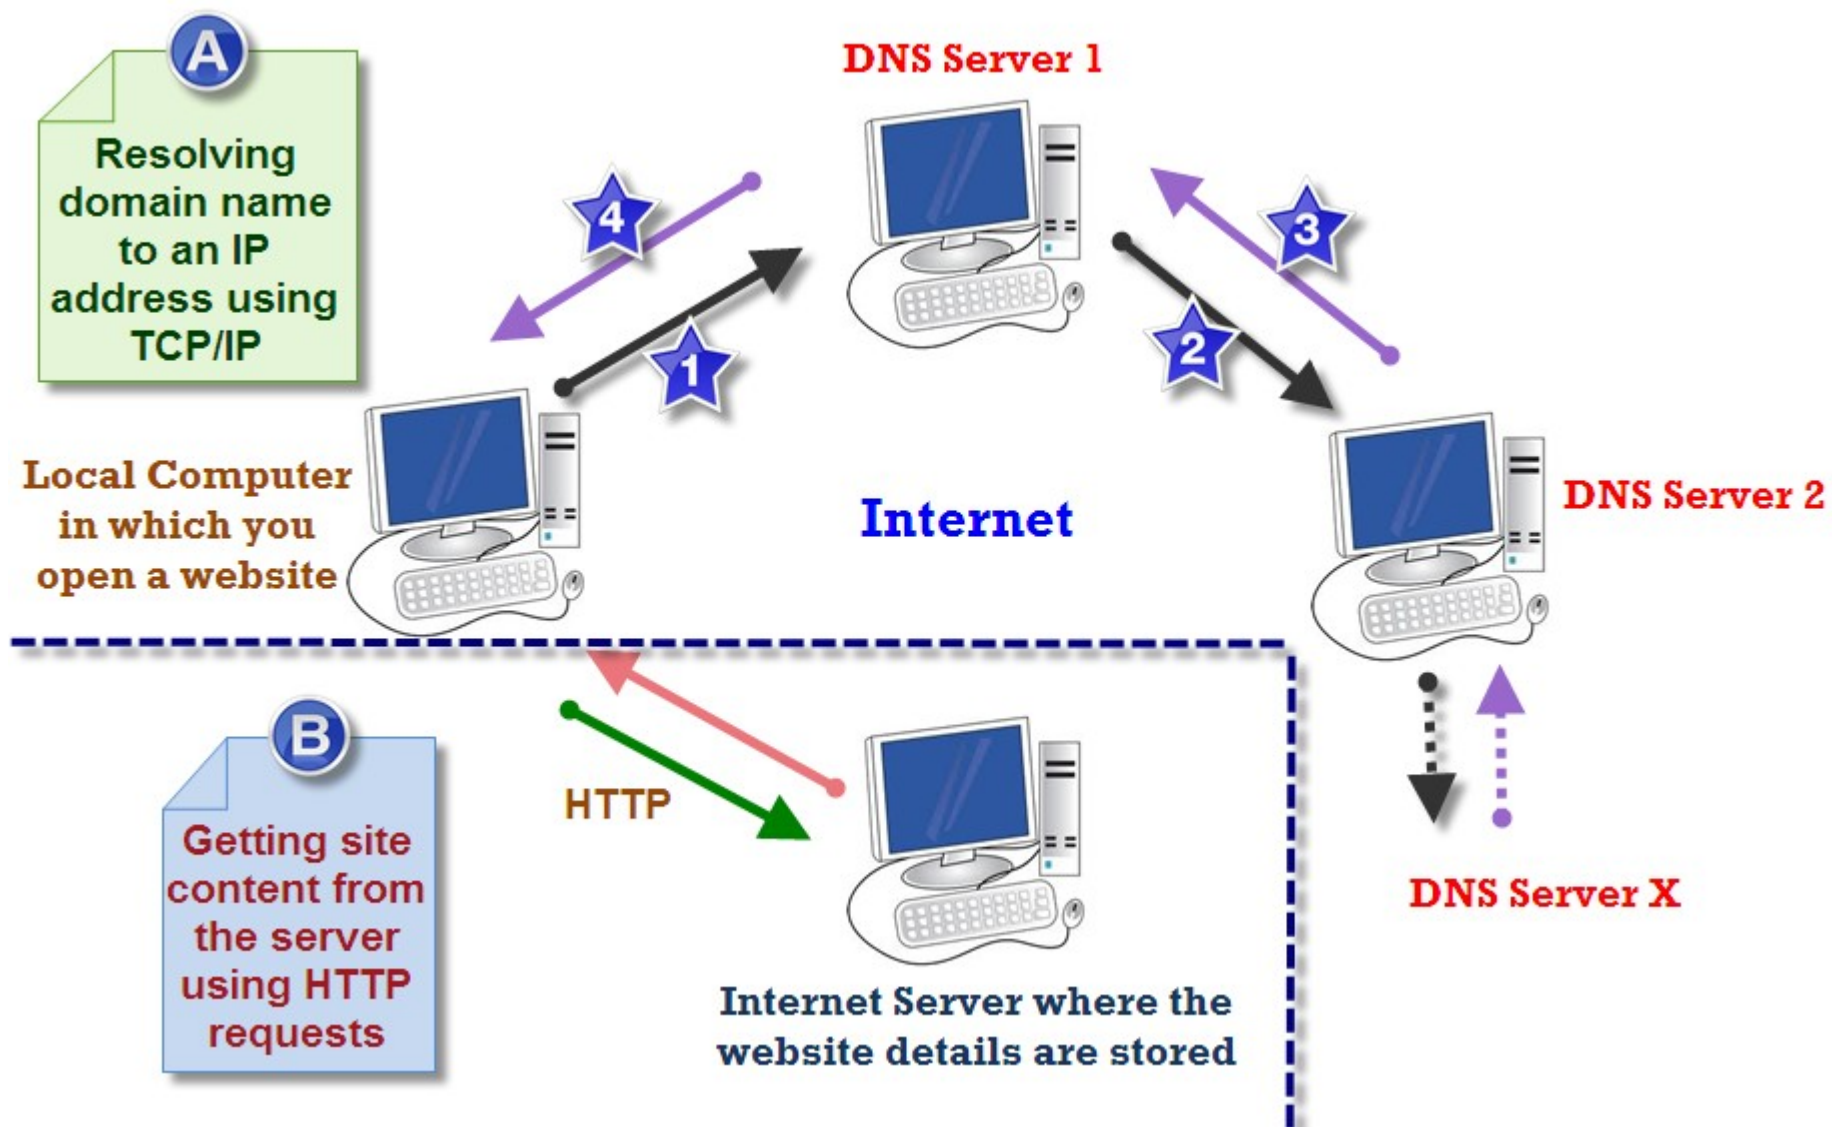 A
Resolving
domain name
to an IP
address using
TCP/IP
DNS Server 1
4
3
1
2
Local Computer
in which you
open a website
Internet
DNS Server 2
B
Getting site
content from
the server
using HTTP
requests
HTTP
DNS Server X
Internet Server where the
website details are stored